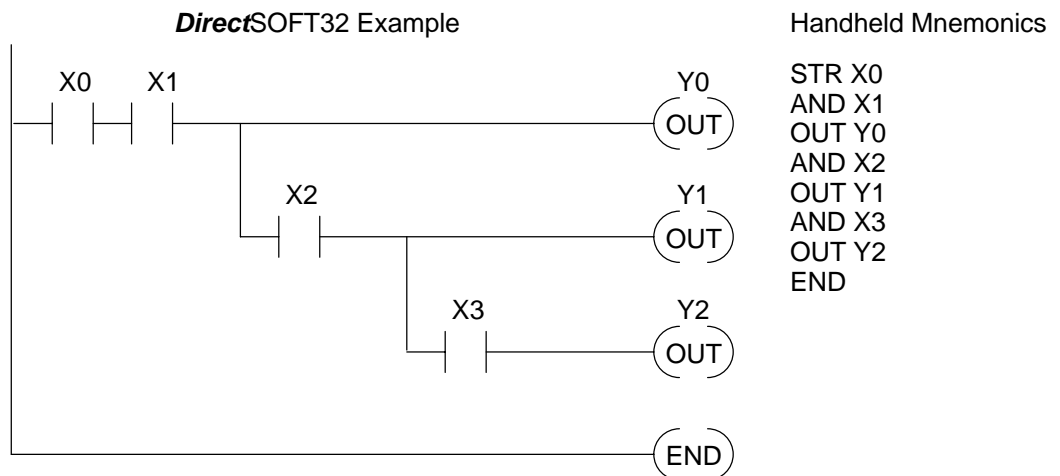 DirectSOFT32 Example
Handheld Mnemonics
X0 X1 Y0
OUT
X2 Y1
OUT
X3 Y2
OUT
END
STR X0
AND X1
OUT Y0
AND X2
OUT Y1
AND X3
OUT Y2
END